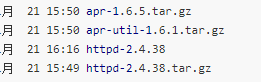 月  21 15:50 apr-1.6.5.tar.gz
月  21 15:50 apr-util-1.6.1.tar.gz
月  21 16:16 httpd-2.4.38
月  21 15:49 httpd-2.4.38.tar.gz